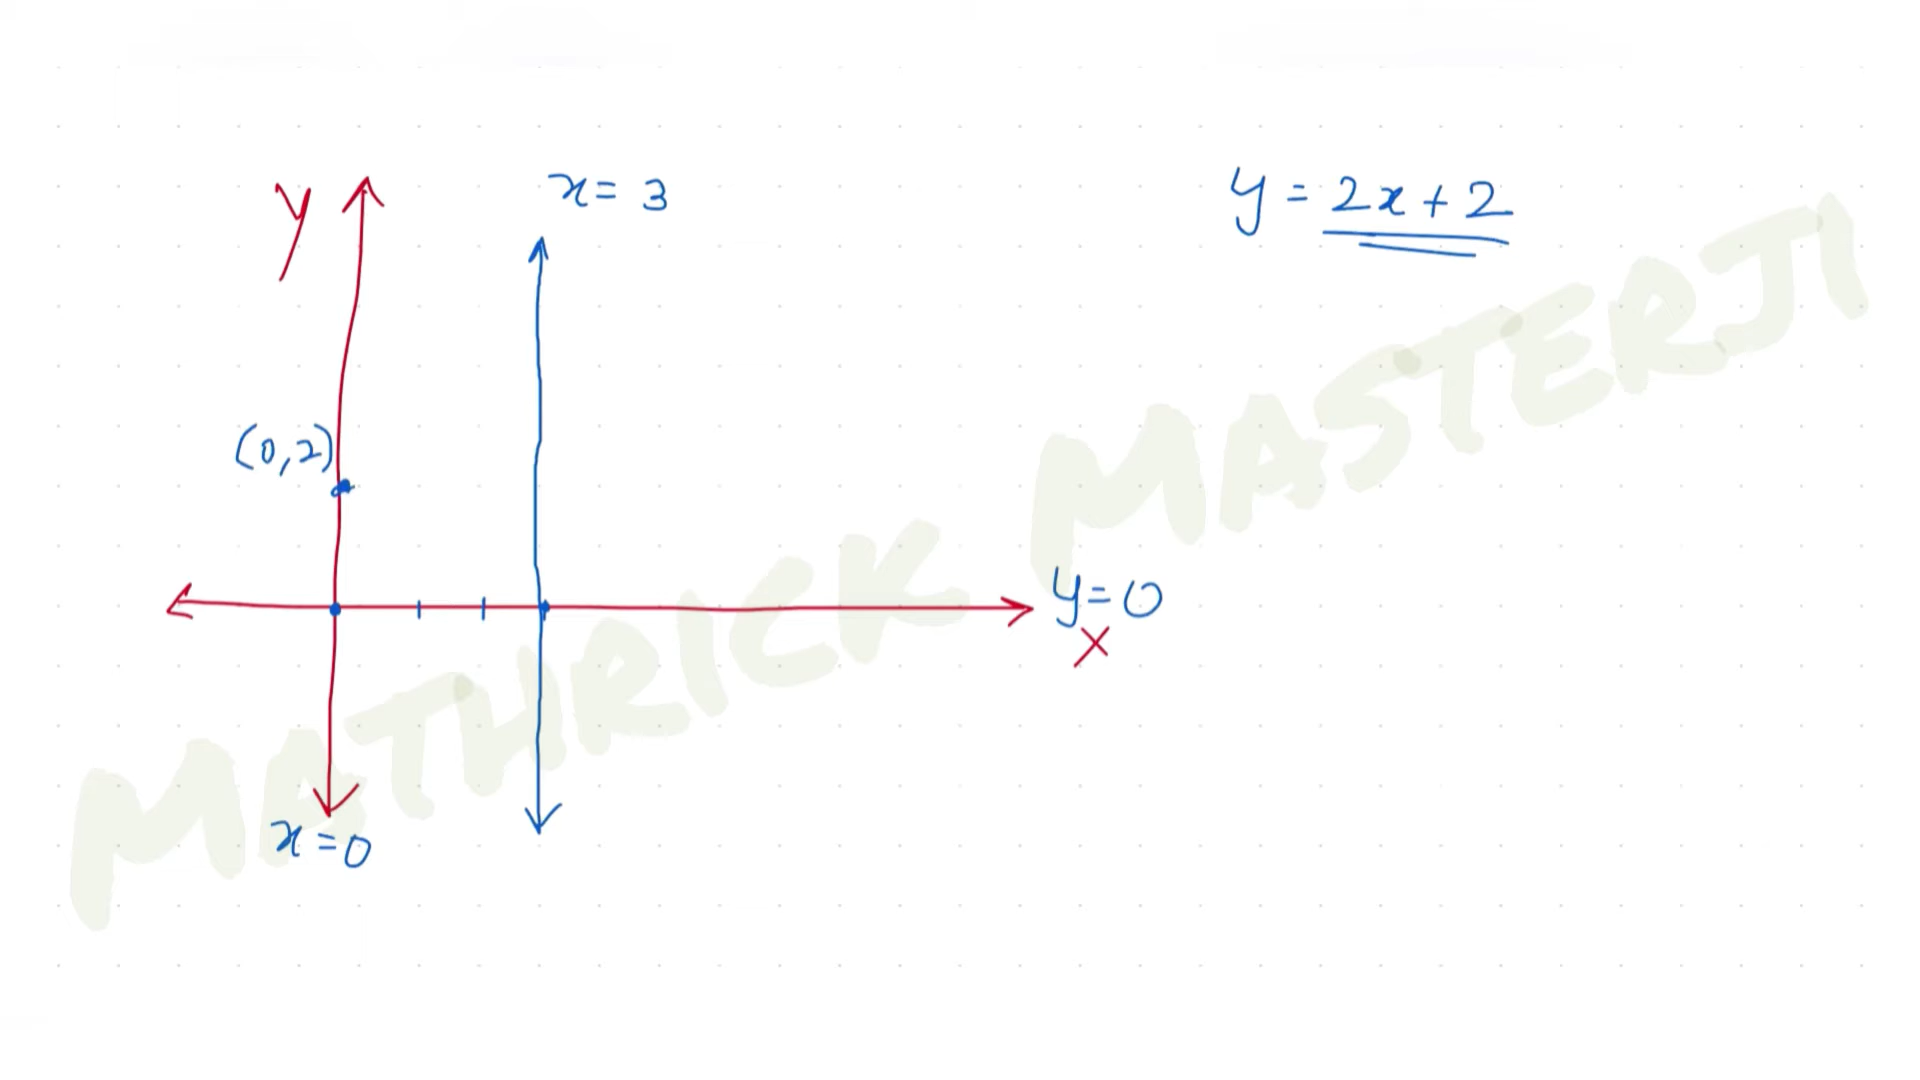 y
x = 3
y = 2x + 2
(0,2)
y = 0
x
x = 0
MATHRICK MASTERJI